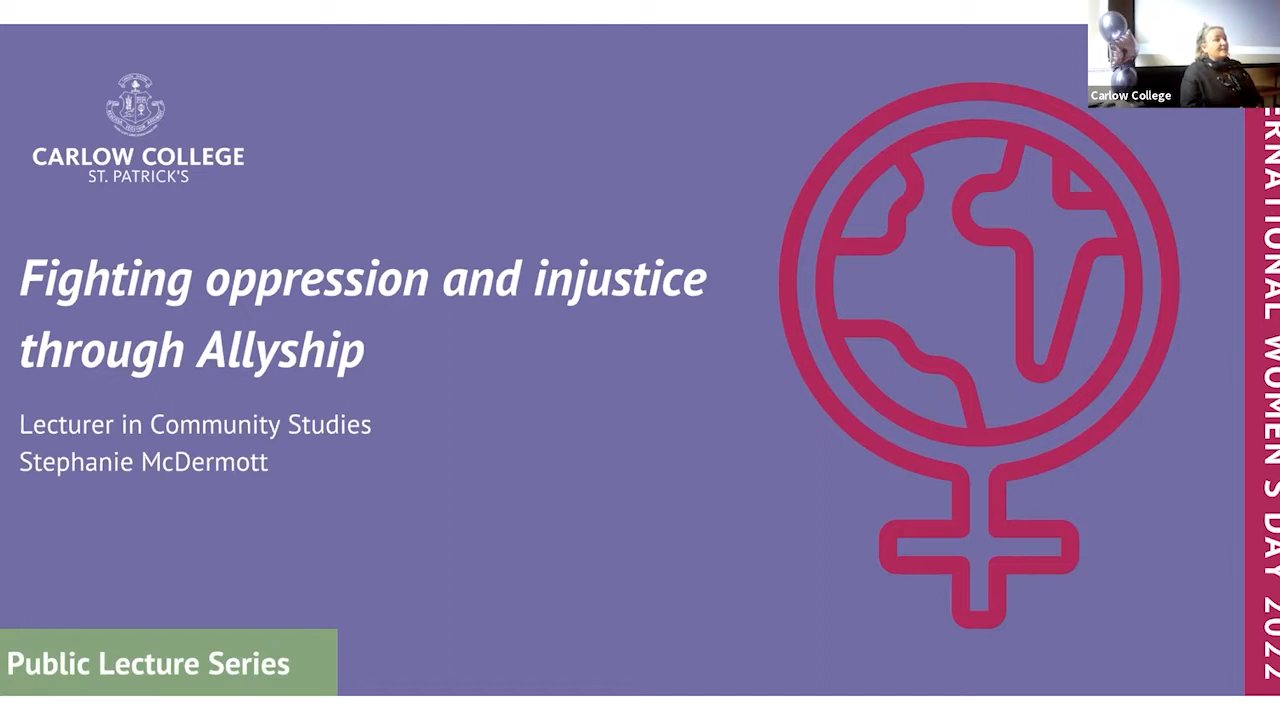 CARLOW COLLEGE
ST. PATRICK'S
Fighting oppression and injustice
through Allyship
Lecturer in Community Studies
Stephanie McDermott
Public Lecture Series
Carlow College
ERNATIONAL WOMEN'S DAY 2022